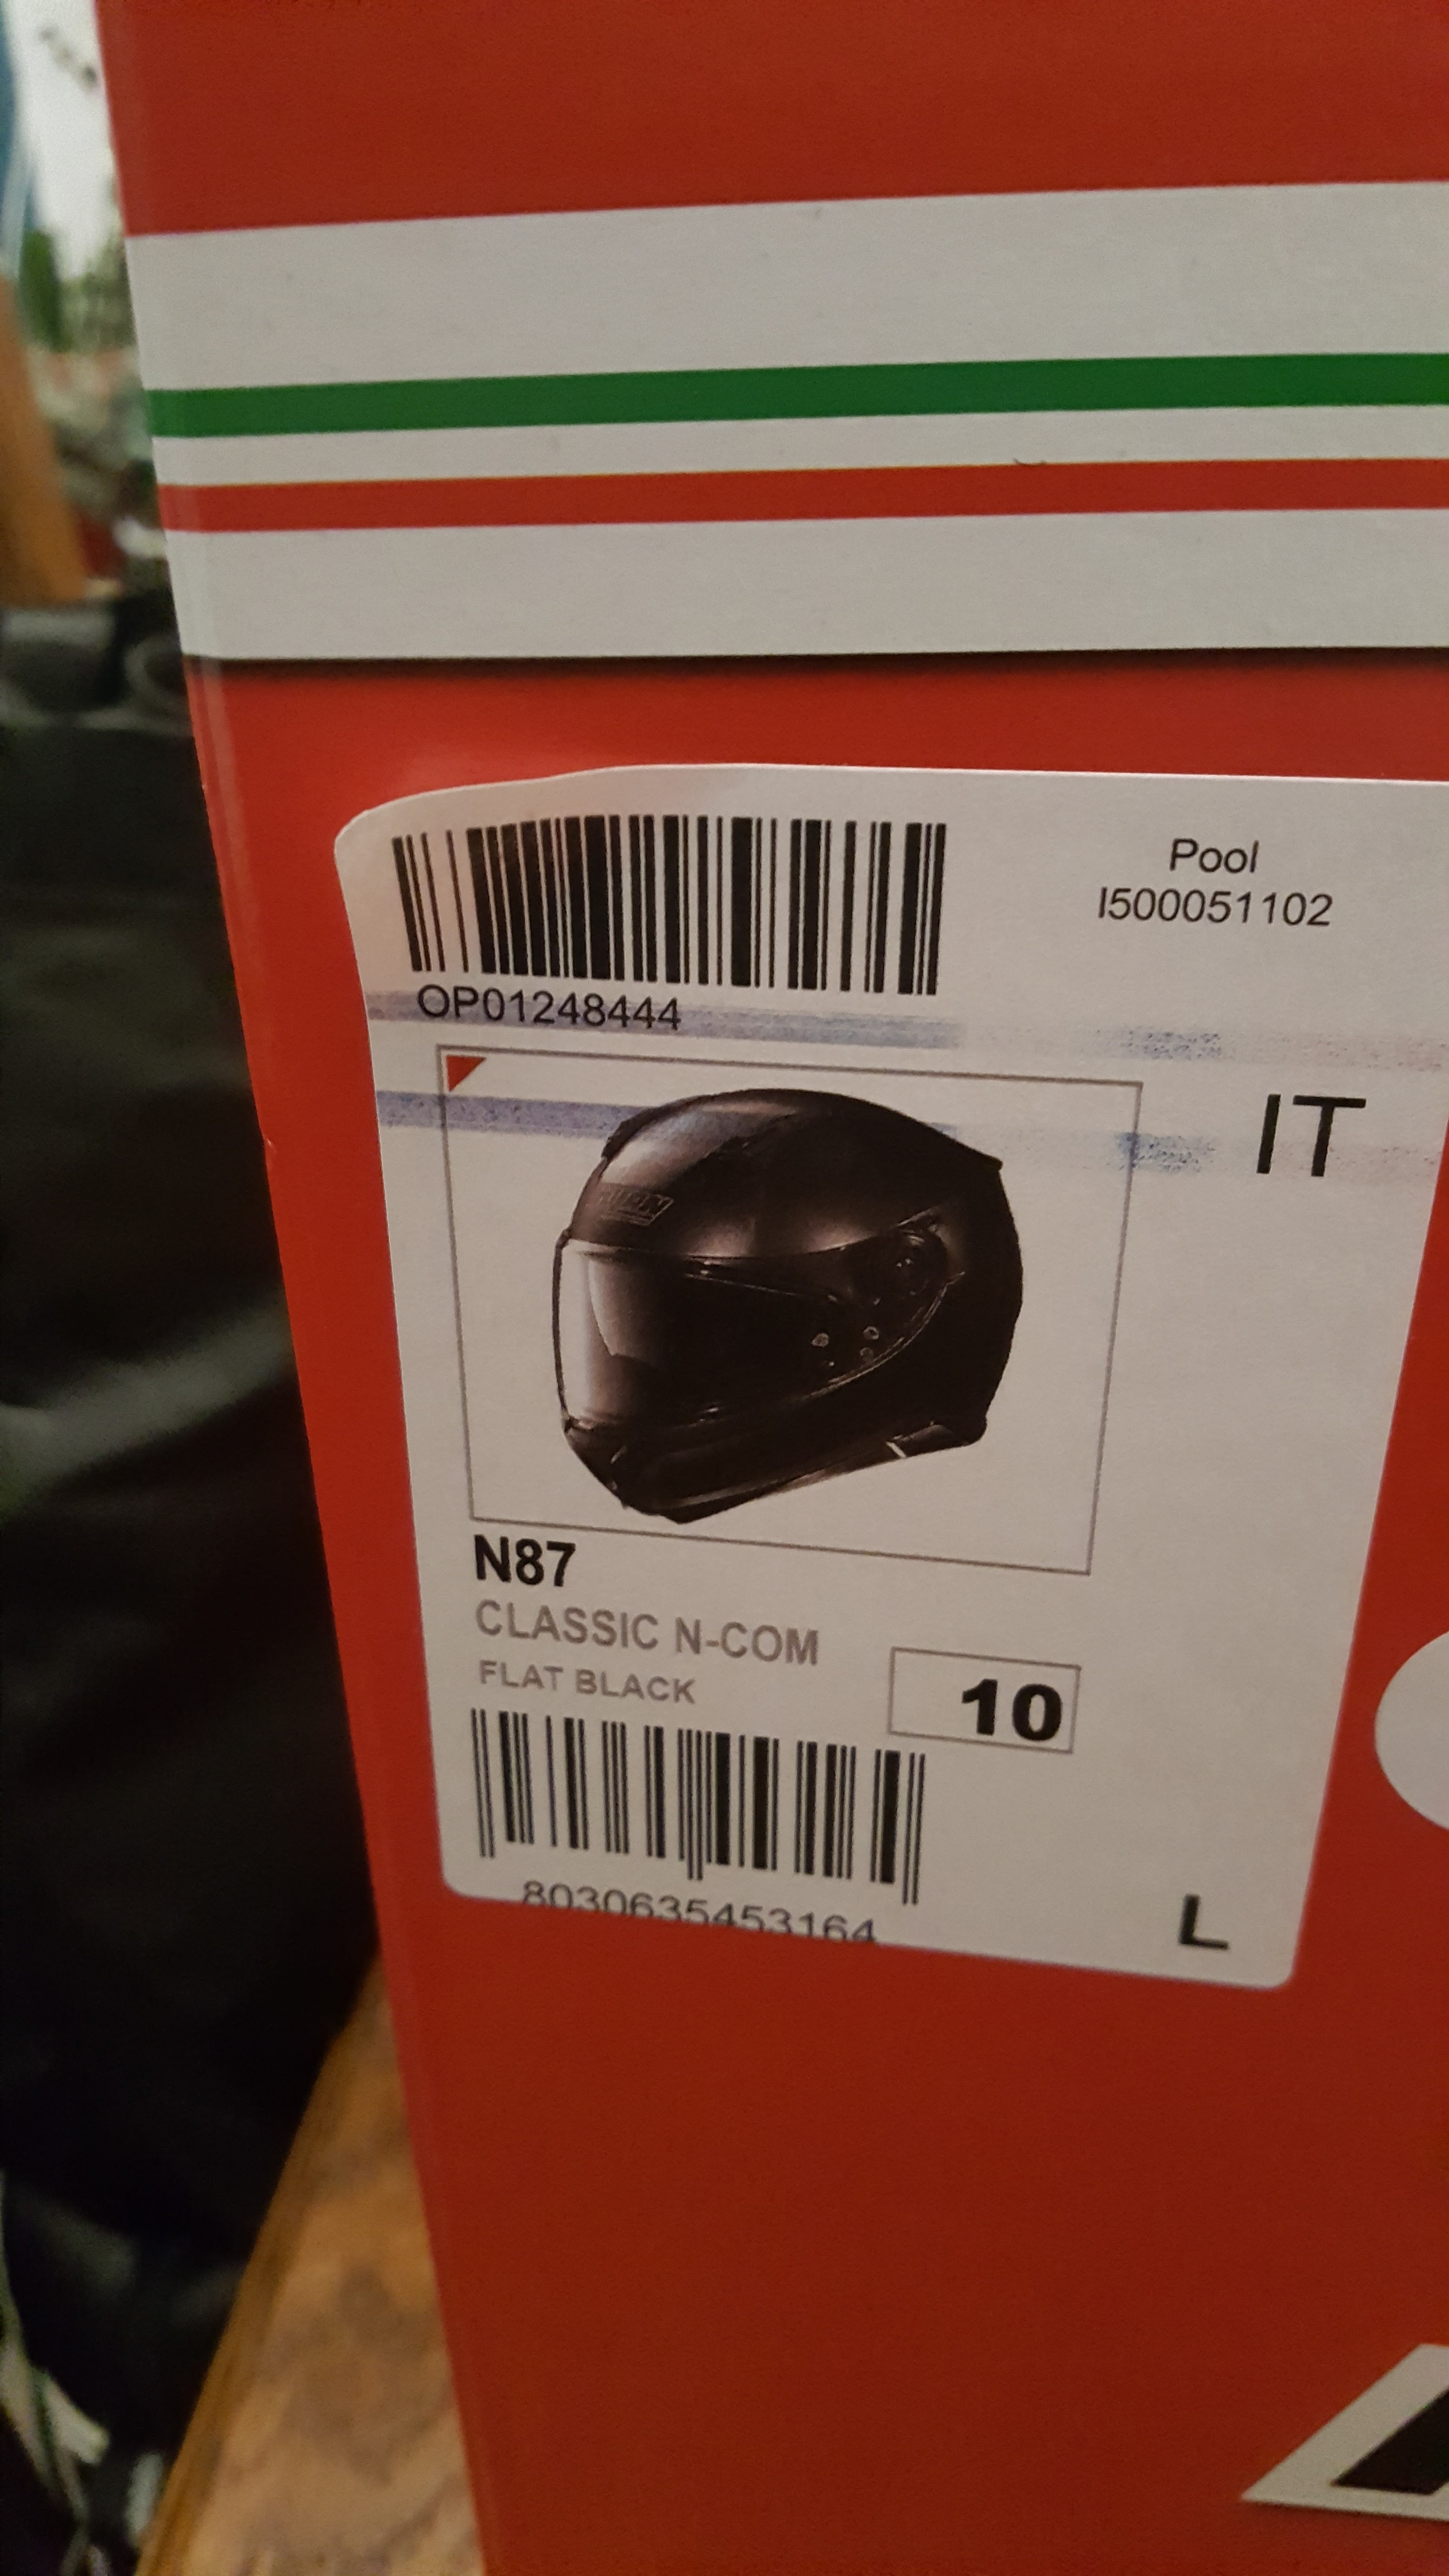 Pool
I500051102
OP01248444
IT
N87
CLASSIC N-COM
FLAT BLACK
10
8030635453164
L